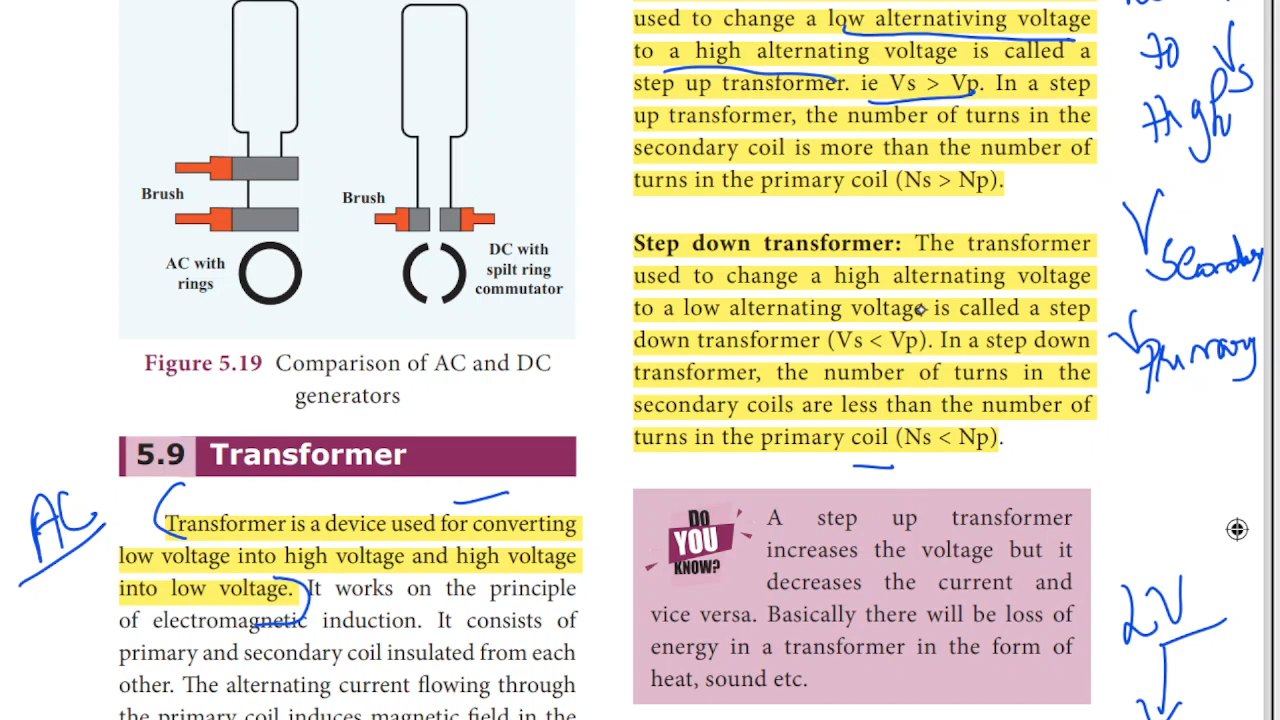 Brush
Brush
AC with
rings
DC with
spilt ring
commutator
Figure 5.19 Comparison of AC and DC
generators
5.9 Transformer
AC
Transformer is a device used for converting
low voltage into high voltage and high voltage
into low voltage. It works on the principle
of electromagnetic induction. It consists of
primary and secondary coil insulated from each
other. The alternating current flowing through
the primary coil induces magnetic field in the
used to change a low alternativing voltage
to a high alternating voltage is called a
step up transformer. ie Vs > Vp. In a step
up transformer, the number of turns in the
secondary coil is more than the number of
turns in the primary coil (Ns > Np).
Step down transformer: The transformer
used to change a high alternating voltage
to a low alternating voltage is called a step
down transformer (Vs < Vp). In a step down
transformer, the number of turns in the
secondary coils are less than the number of
turns in the primary coil (Ns < Np).
DO
YOU
KNOW?
A step up transformer
increases the voltage but it
decreases the current and
vice versa. Basically there will be loss of
energy in a transformer in the form of
heat, sound etc.
to
Vs
High
V
Secondary
V
Primary
LV